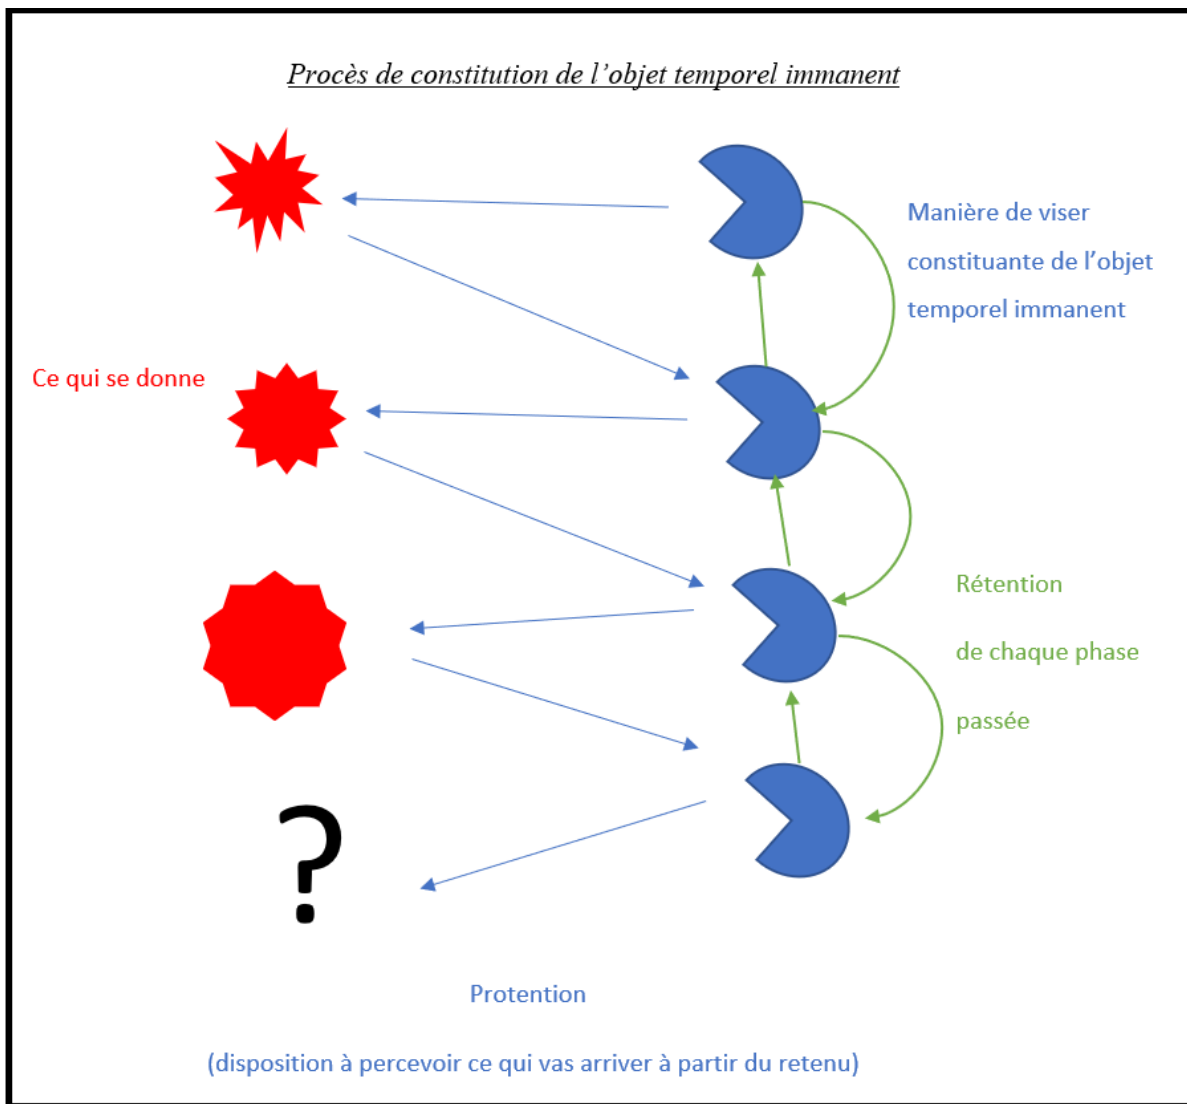 Procès de constitution de l’objet temporel immanent
Manière de viser
constituante de l’objet
temporel immanent
Ce qui se donne
Rétention
de chaque phase
passée
?
Protention
(disposition à percevoir ce qui vas arriver à partir du retenu)